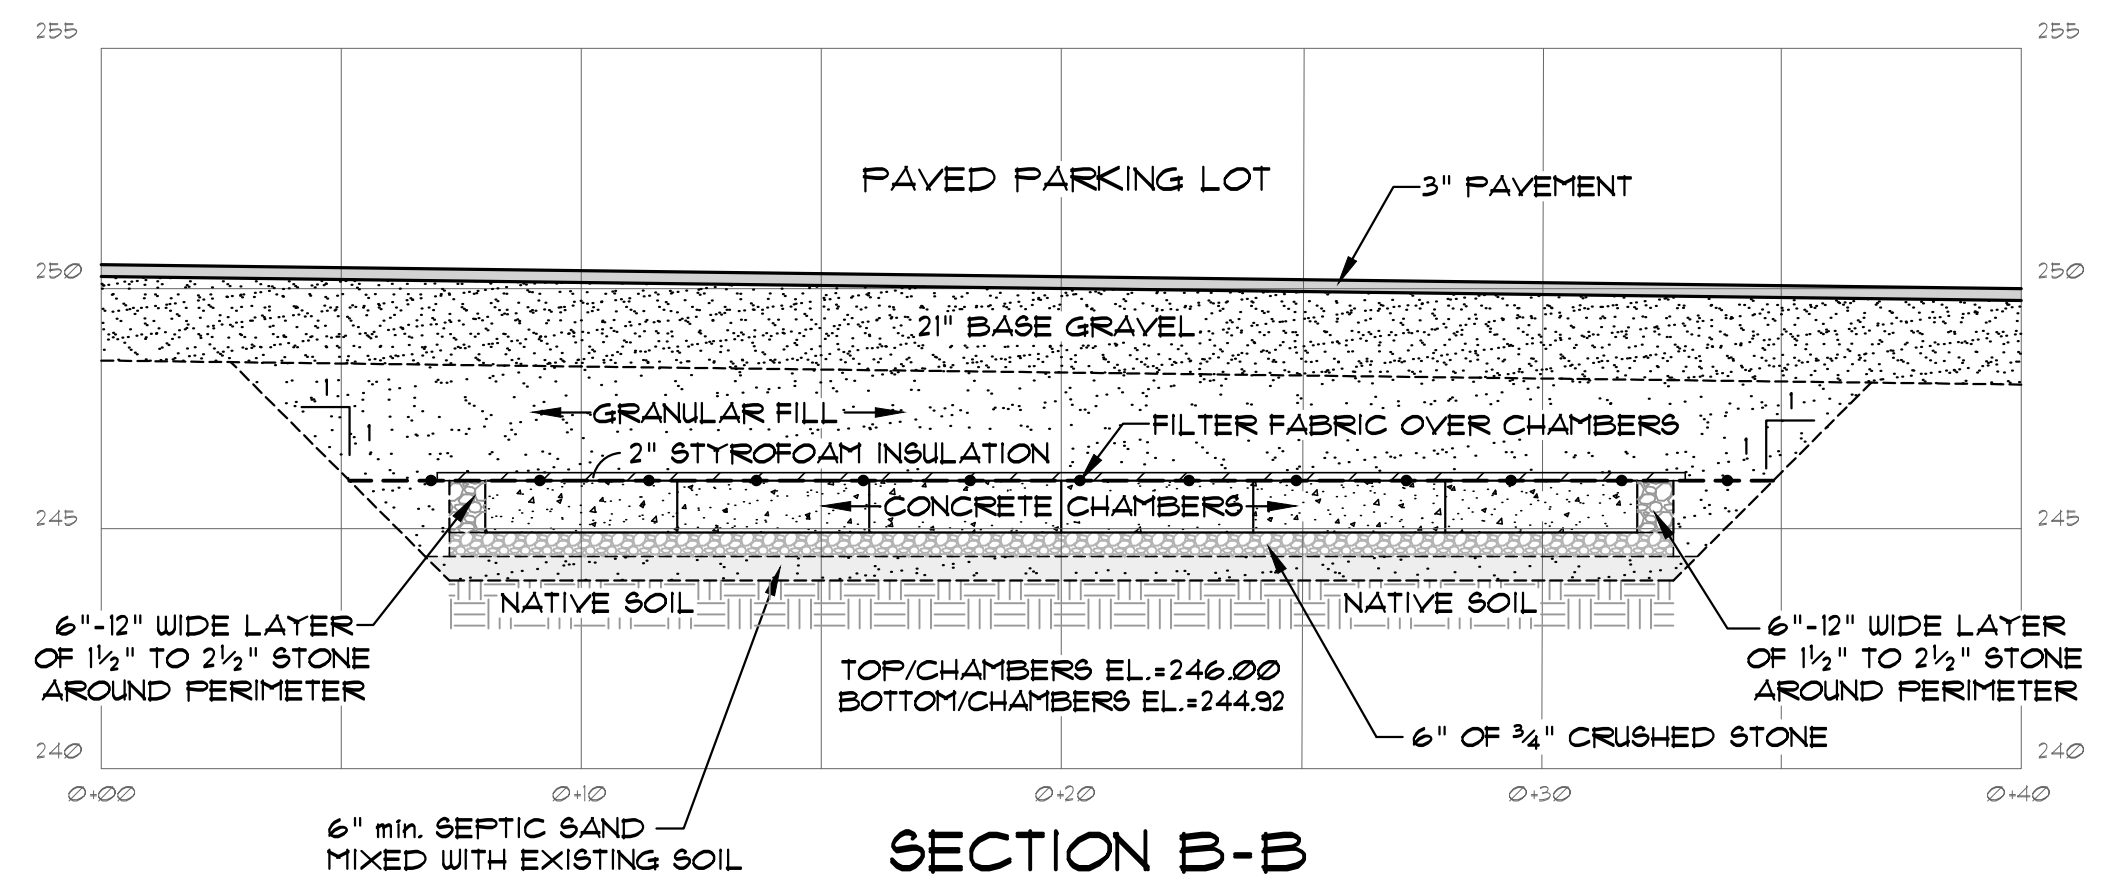 255
255
PAVED PARKING LOT
3" PAVEMENT
250
250
21" BASE GRAVEL
1
1
GRANULAR FILL
FILTER FABRIC OVER CHAMBERS
1
1
2" STYROFOAM INSULATION
CONCRETE CHAMBERS
245
245
NATIVE SOIL
NATIVE SOIL
6"-12" WIDE LAYER
OF 1½" TO 2½" STONE
AROUND PERIMETER
6"-12" WIDE LAYER
OF 1½" TO 2½" STONE
AROUND PERIMETER
TOP/CHAMBERS EL.=246.00
BOTTOM/CHAMBERS EL.=244.92
6" OF ¾" CRUSHED STONE
240
240
0+00
0+10
0+20
0+30
0+40
6" min. SEPTIC SAND
MIXED WITH EXISTING SOIL
SECTION B-B